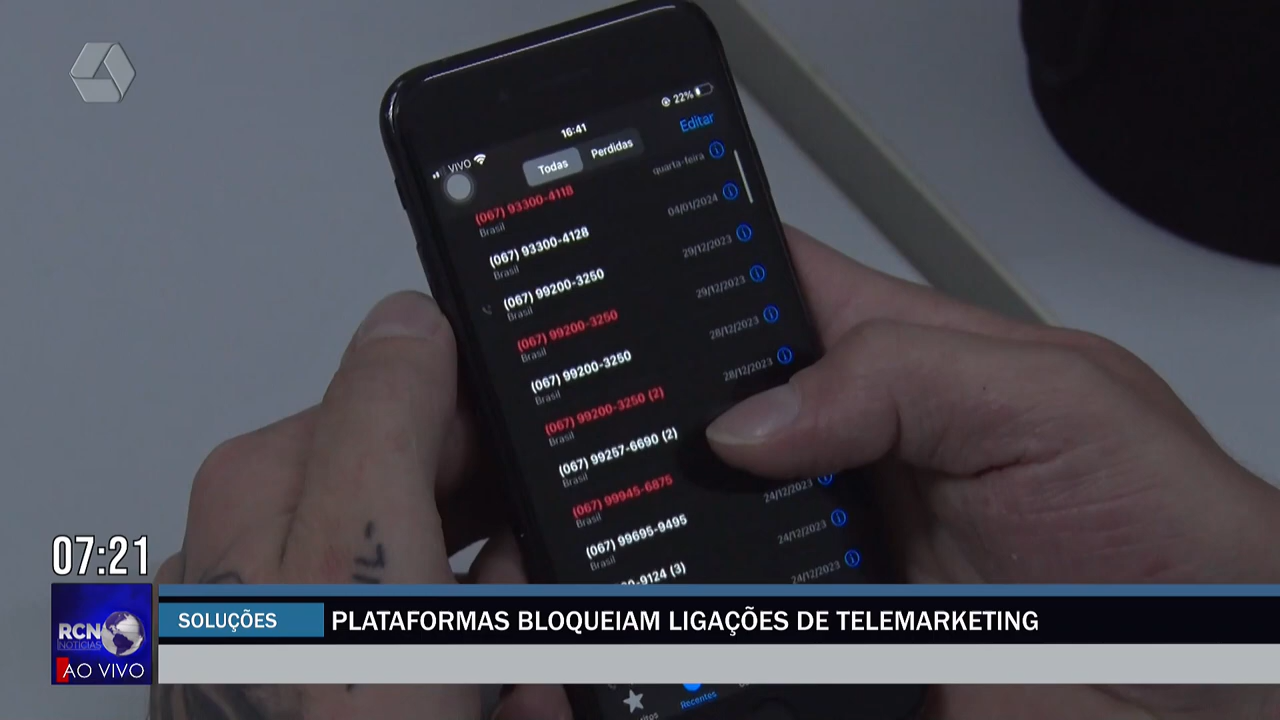 22%
16:41
Editar
VIVO
Todas
Perdidas
(067) 93300-4118
Brasil
quarta-feira
(067) 93300-4128
Brasil
04/01/2024
(067) 99200-3250
Brasil
29/12/2023
(067) 99200-3250
Brasil
29/12/2023
(067) 99200-3250
Brasil
28/12/2023
(067) 99200-3250 (2)
Brasil
28/12/2023
(067) 99257-6690 (2)
Brasil
(067) 99945-6875
Brasil
24/12/2023
(067) 99695-9495
24/12/2023
-9124 (3)
24/12/2023
Recentes
07:21
RCN
NOTÍCIAS
AO VIVO
SOLUÇÕES
PLATAFORMAS BLOQUEIAM LIGAÇÕES DE TELEMARKETING